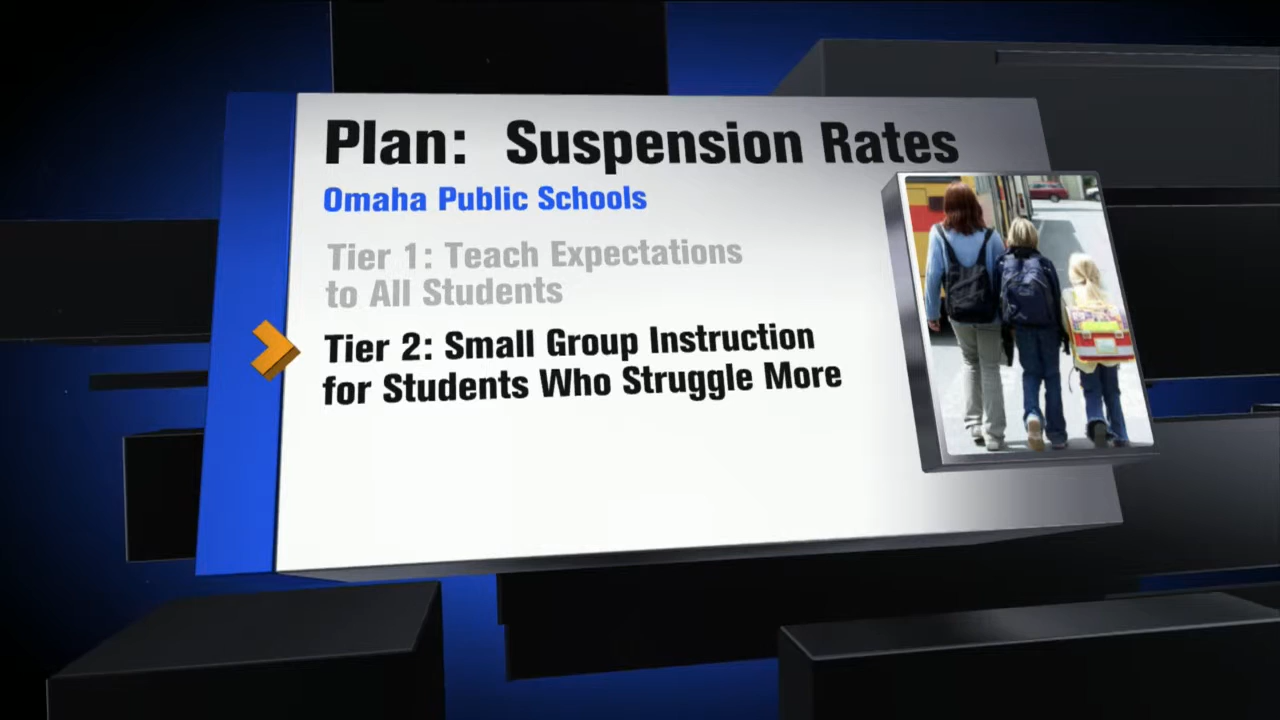 Plan: Suspension Rates
Omaha Public Schools
Tier 1: Teach Expectations
to All Students
Tier 2: Small Group Instruction
for Students Who Struggle More